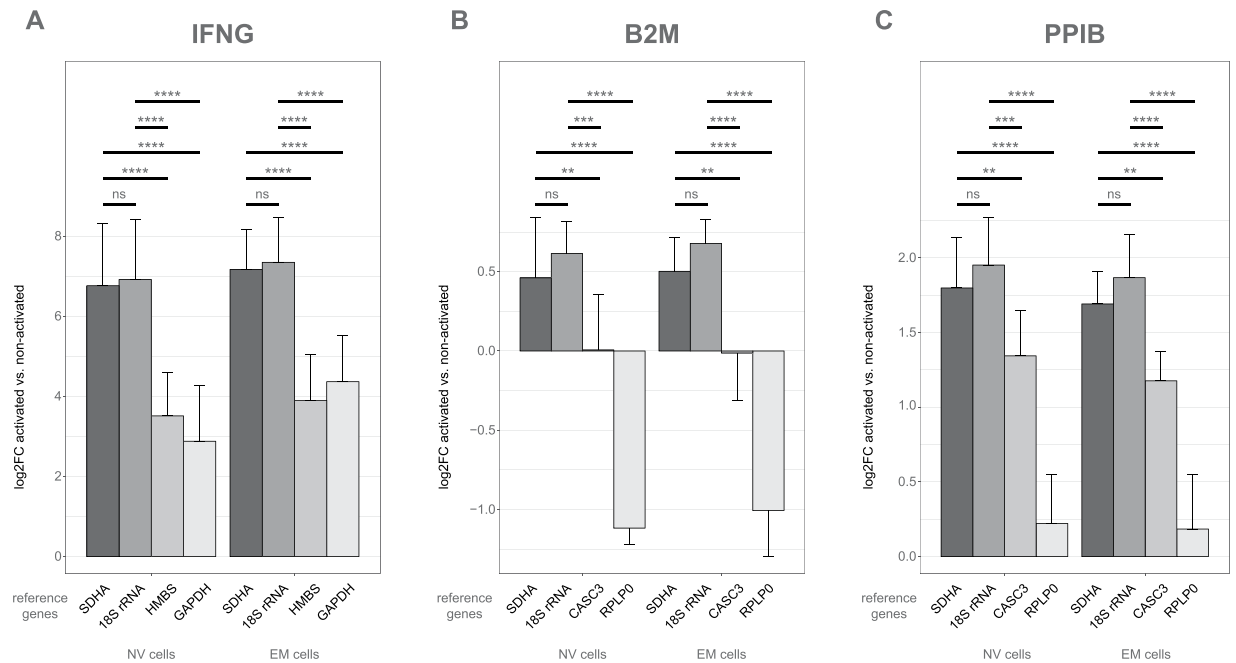 A
IFNG
****
****
****
****
****
****
****
****
ns
ns
8
6
4
2
0
log2FC activated vs. non-activated
reference
genes
SDHA
18S rRNA
HMBS
GAPDH
SDHA
18S rRNA
HMBS
GAPDH
NV cells
EM cells
B
B2M
****
****
***
****
****
****
**
**
ns
ns
0.5
0.0
−0.5
−1.0
log2FC activated vs. non-activated
reference
genes
SDHA
18S rRNA
CASC3
RPLP0
SDHA
18S rRNA
CASC3
RPLP0
NV cells
EM cells
C
PPIB
****
****
***
****
****
****
**
**
ns
ns
2.0
1.5
1.0
0.5
0.0
log2FC activated vs. non-activated
reference
genes
SDHA
18S rRNA
CASC3
RPLP0
SDHA
18S rRNA
CASC3
RPLP0
NV cells
EM cells